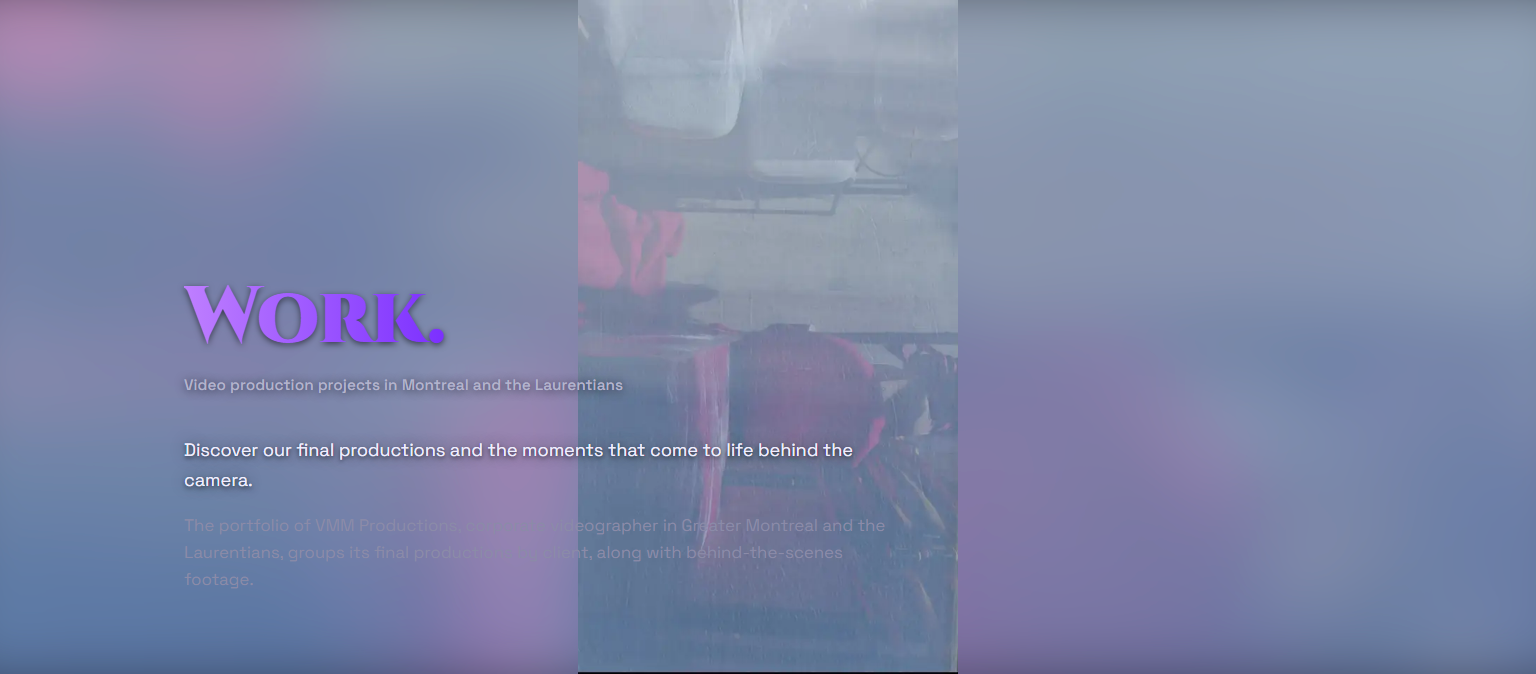 Work.
Video production projects in Montreal and the Laurentians
Discover our final productions and the moments that come to life behind the
camera.
The portfolio of VMM Productions, videographer in Greater Montreal and the
Laurentians, groups its final productions client, along with behind-the-scenes
footage.